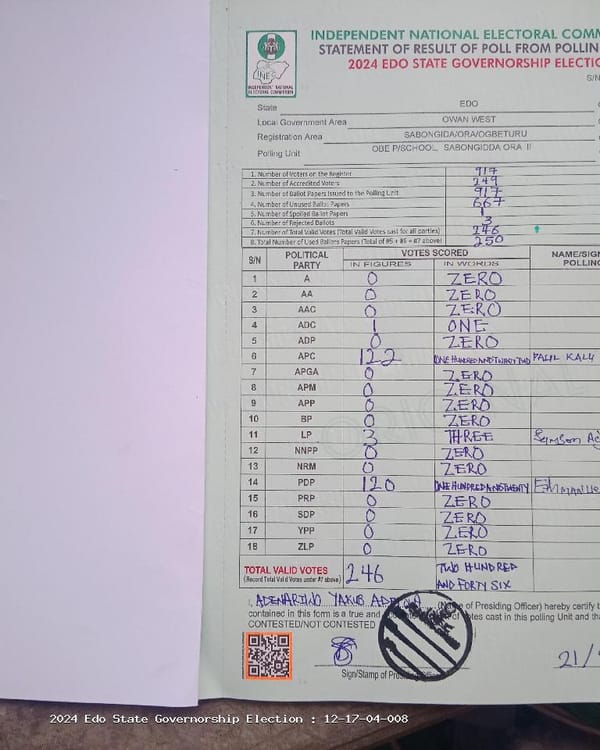 INDEPENDENT NATIONAL ELECTORAL COMM
STATEMENT OF RESULT OF POLL FROM POLLIN
2024 EDO STATE GOVERNORSHIP ELECTIO
INEC
INDEPENDENT NATIONAL
ELECTORAL COMMISSION
S/N
State EDO
Local Government Area OWAN WEST
Registration Area SABONGIDA/ORA/OGBETURU
Polling Unit OBE P/SCHOOL, SABONGIDDA ORA II
1. Number of Voters on the Register 917
2. Number of Accredited Voters 249
3. Number of Ballot Papers Issued to the Polling Unit 917
4. Number of Unused Ballot Papers 667
5. Number of Spoiled Ballot Papers 1
6. Number of Rejected Ballots 3
7. Number of Total Valid Votes (Total Valid Votes cast for all parties) 246
8. Total Number of Used Ballots Papers (Total of #5 + #6 + #7 above) 250
S/N POLITICAL PARTY VOTES SCORED NAME/SIGN
IN FIGURES IN WORDS POLLING
1 A 0 ZERO
2 AA 0 ZERO
3 AAC 0 ZERO
4 ADC 1 ONE
5 ADP 0 ZERO
6 APC 122 ONE HUNDRED AND TWENTY TWO KALU
7 APGA 0 ZERO
8 APM 0 ZERO
9 APP 0 ZERO
10 BP 0 ZERO
11 LP 3 THREE
12 NNPP 0 ZERO
13 NRM 0 ZERO
14 PDP 120 ONE HUNDRED AND TWENTY
15 PRP 0 ZERO
16 SDP 0 ZERO
17 YPP 0 ZERO
18 ZLP 0 ZERO
TOTAL VALID VOTES 246 TWO HUNDRED
(Record Total Valid Votes under #7 above) AND FORTY SIX
I, YAKUB (Name of Presiding Officer) hereby certify t
contained in this form is a true and of votes cast in this polling Unit and tha
CONTESTED/NOT CONTESTED
21/
Sign/Stamp of Presiding Officer
2024 Edo State Governorship Election : 12-17-04-008